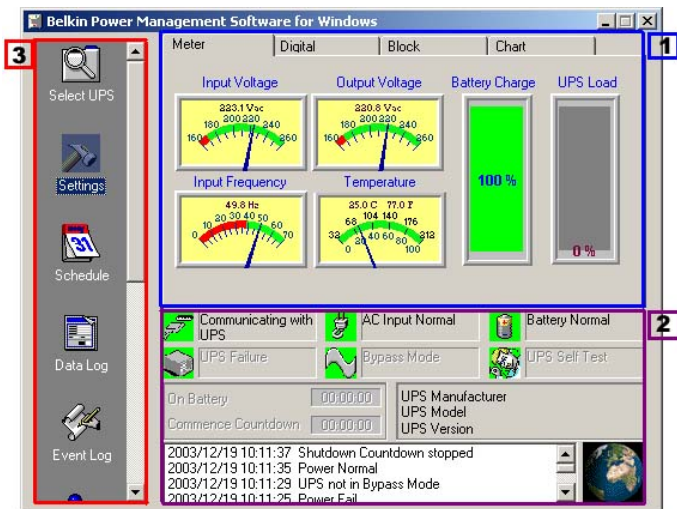 Belkin Power Management Software for Windows
3
1
Meter Digital Block Chart
Select UPS
Settings
Schedule
Data Log
Event Log
Input Voltage Output Voltage Battery Charge UPS Load
223.1 Vac
160 180 200 220 240 260
220.8 Vac
160 180 200 220 240 260
100 %
0 %
Input Frequency Temperature
49.8 Hz
0 10 20 30 40 50 60 70
25.0 C 77.0 F
32 68 104 140 176 212
0 20 40 60 80 100
2
Communicating with UPS
AC Input Normal
Battery Normal
UPS Failure
Bypass Mode
UPS Self Test
On Battery 00:00:00
Commence Countdown 00:00:00
UPS Manufacturer
UPS Model
UPS Version
2003/12/19 10:11:37 Shutdown Countdown stopped
2003/12/19 10:11:35 Power Normal
2003/12/19 10:11:29 UPS not in Bypass Mode
2003/12/19 10:11:25 Power Fail